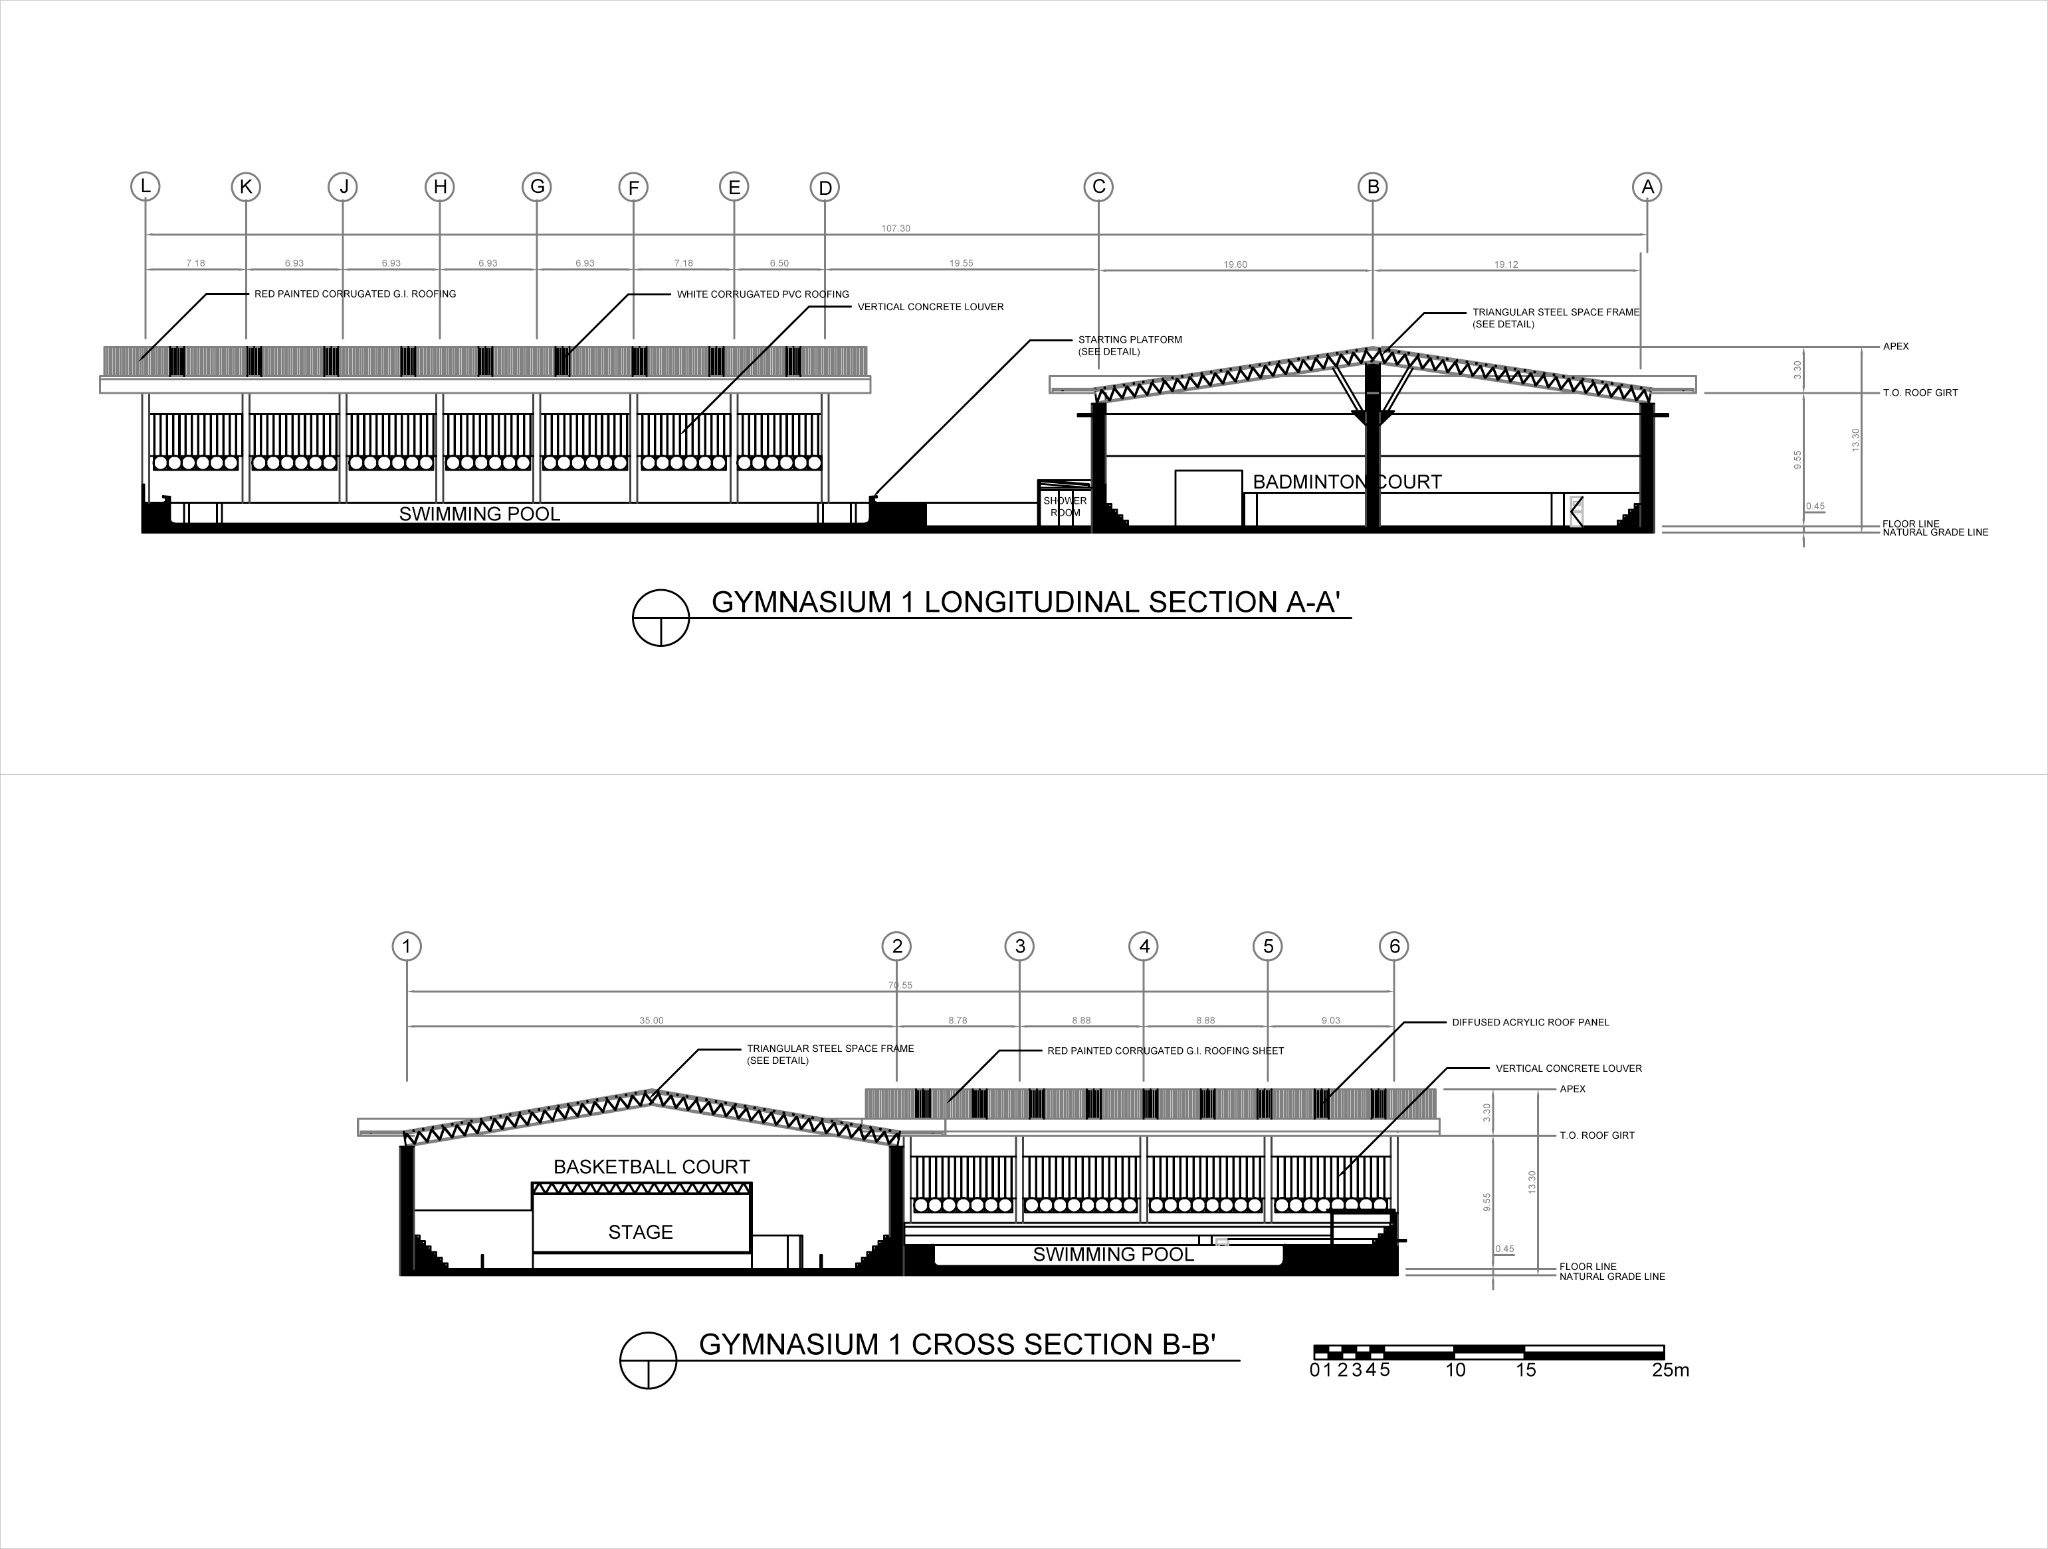 L K J H G F E D C B A
107.30
7.18 6.93 6.93 6.93 6.93 7.18 6.50 19.55 19.60 19.12
RED PAINTED CORRUGATED G.I. ROOFING
WHITE CORRUGATED PVC ROOFING
VERTICAL CONCRETE LOUVER
STARTING PLATFORM
(SEE DETAIL)
TRIANGULAR STEEL SPACE FRAME
(SEE DETAIL)
APEX
3.30
T.O. ROOF GIRT
13.30
9.55
0.45
FLOOR LINE
NATURAL GRADE LINE
SWIMMING POOL
SHOWER
ROOM
BADMINTON COURT
GYMNASIUM 1 LONGITUDINAL SECTION A-A'
1 2 3 4 5 6
70.55
35.00 8.78 8.88 8.88 9.03
TRIANGULAR STEEL SPACE FRAME
(SEE DETAIL)
RED PAINTED CORRUGATED G.I. ROOFING SHEET
DIFFUSED ACRYLIC ROOF PANEL
VERTICAL CONCRETE LOUVER
APEX
3.30
T.O. ROOF GIRT
13.30
9.55
0.45
FLOOR LINE
NATURAL GRADE LINE
BASKETBALL COURT
STAGE
SWIMMING POOL
GYMNASIUM 1 CROSS SECTION B-B'
0 1 2 3 4 5 10 15 25m